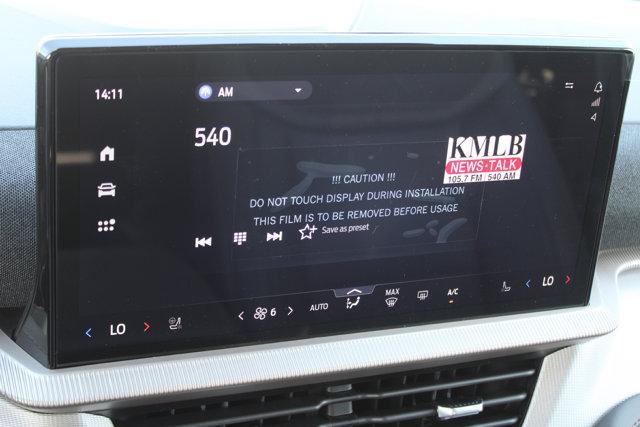 14:11
AM
540
KMLB
NEWS★TALK
105.7 FM | 540 AM
!!! CAUTION !!!
DO NOT TOUCH DISPLAY DURING INSTALLATION
THIS FILM IS TO BE REMOVED BEFORE USAGE
Save as preset
LO
6
AUTO
MAX
A/C
LO